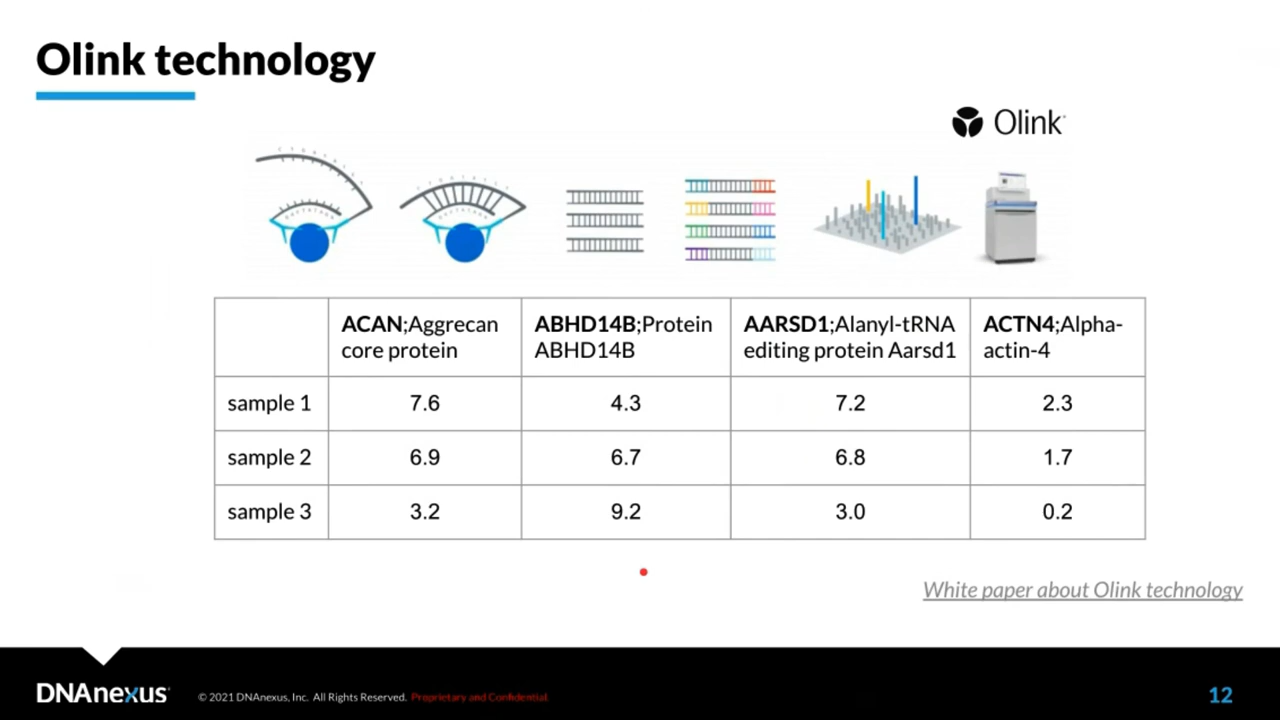 Olink technology
Olink
ACAN;Aggrecan core protein
ABHD14B;Protein ABHD14B
AARSD1;Alanyl-tRNA editing protein Aarsd1
ACTN4;Alpha-actin-4
sample 1 7.6 4.3 7.2 2.3
sample 2 6.9 6.7 6.8 1.7
sample 3 3.2 9.2 3.0 0.2
White paper about Olink technology
DNAnexus © 2021 DNAnexus, Inc. All Rights Reserved. Proprietary and Confidential. 12